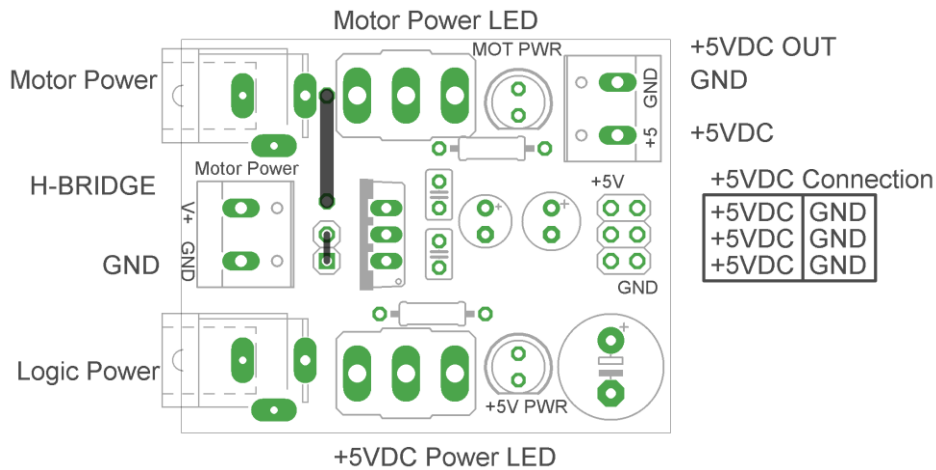 Motor Power LED
MOT PWR
+5VDC OUT
Motor Power
GND
GND
+5
+5VDC
Motor Power
+5V
+5VDC Connection
H-BRIDGE
V+
+5VDC GND
+5VDC GND
+5VDC GND
GND
GND
GND
Logic Power
+5V PWR
+5VDC Power LED